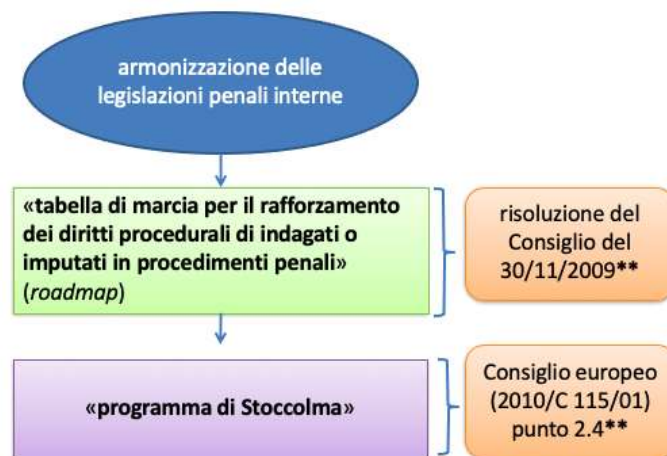 armonizzazione delle
legislazioni penali interne
«tabella di marcia per il rafforzamento
dei diritti procedurali di indagati o
imputati in procedimenti penali»
(roadmap)
risoluzione del
Consiglio del
30/11/2009**
«programma di Stoccolma»
Consiglio europeo
(2010/C 115/01)
punto 2.4**